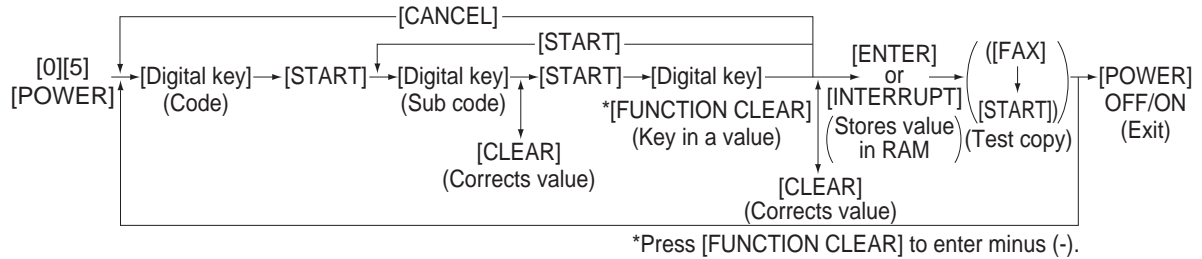 [CANCEL]
[START]
[0][5]
[POWER]
[Digital key]
(Code)
[START]
[Digital key]
(Sub code)
[START]
[Digital key]
*[FUNCTION CLEAR]
(Key in a value)
[ENTER]
or
[INTERRUPT]
(Stores value
in RAM)
([FAX]
[START])
(Test copy)
[POWER]
OFF/ON
(Exit)
[CLEAR]
(Corrects value)
[CLEAR]
(Corrects value)
*Press [FUNCTION CLEAR] to enter minus (-).